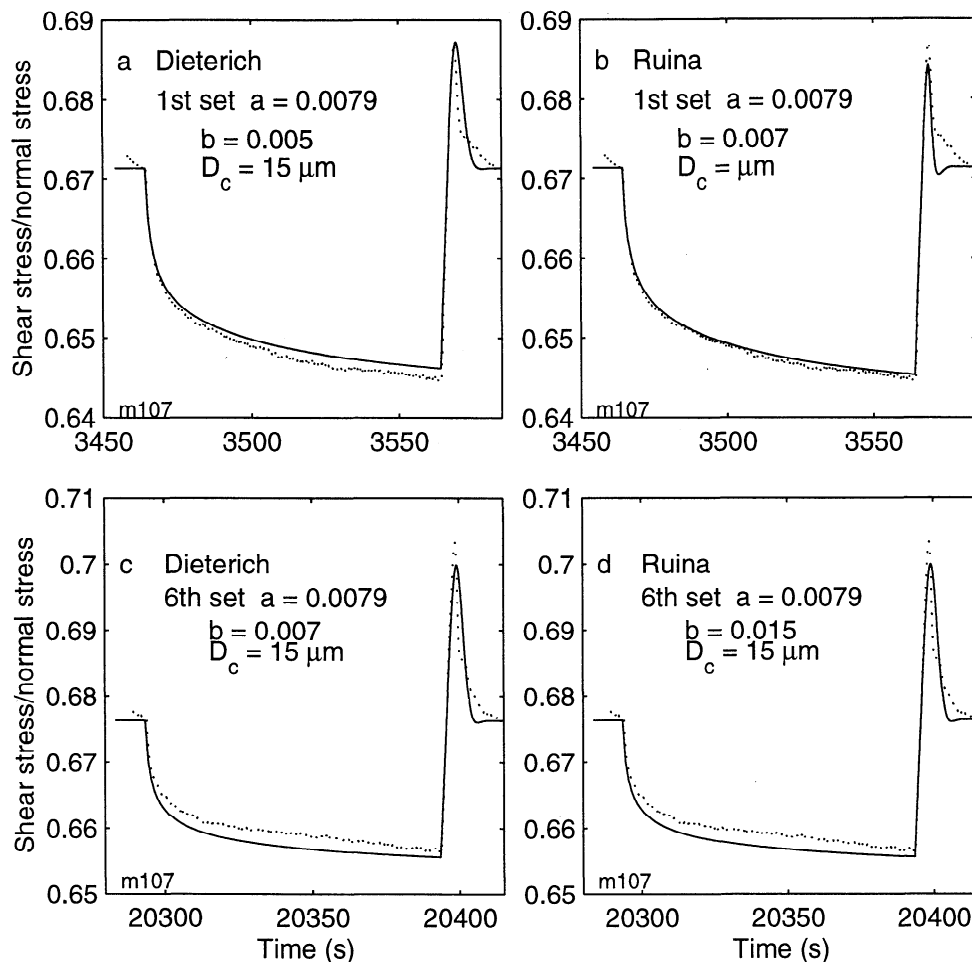 0.69
0.68
0.67
0.66
0.65
0.64
3450
3500
3550
Shear stress/normal stress
a Dieterich
1st set a = 0.0079
b = 0.005
Dc = 15 µm
m107
0.69
0.68
0.67
0.66
0.65
0.64
3450
3500
3550
b Ruina
1st set a = 0.0079
b = 0.007
Dc = µm
m107
0.71
0.7
0.69
0.68
0.67
0.66
0.65
20300
20350
20400
Shear stress/normal stress
Time (s)
c Dieterich
6th set a = 0.0079
b = 0.007
Dc = 15 µm
m107
0.71
0.7
0.69
0.68
0.67
0.66
0.65
20300
20350
20400
Time (s)
d Ruina
6th set a = 0.0079
b = 0.015
Dc = 15 µm
m107